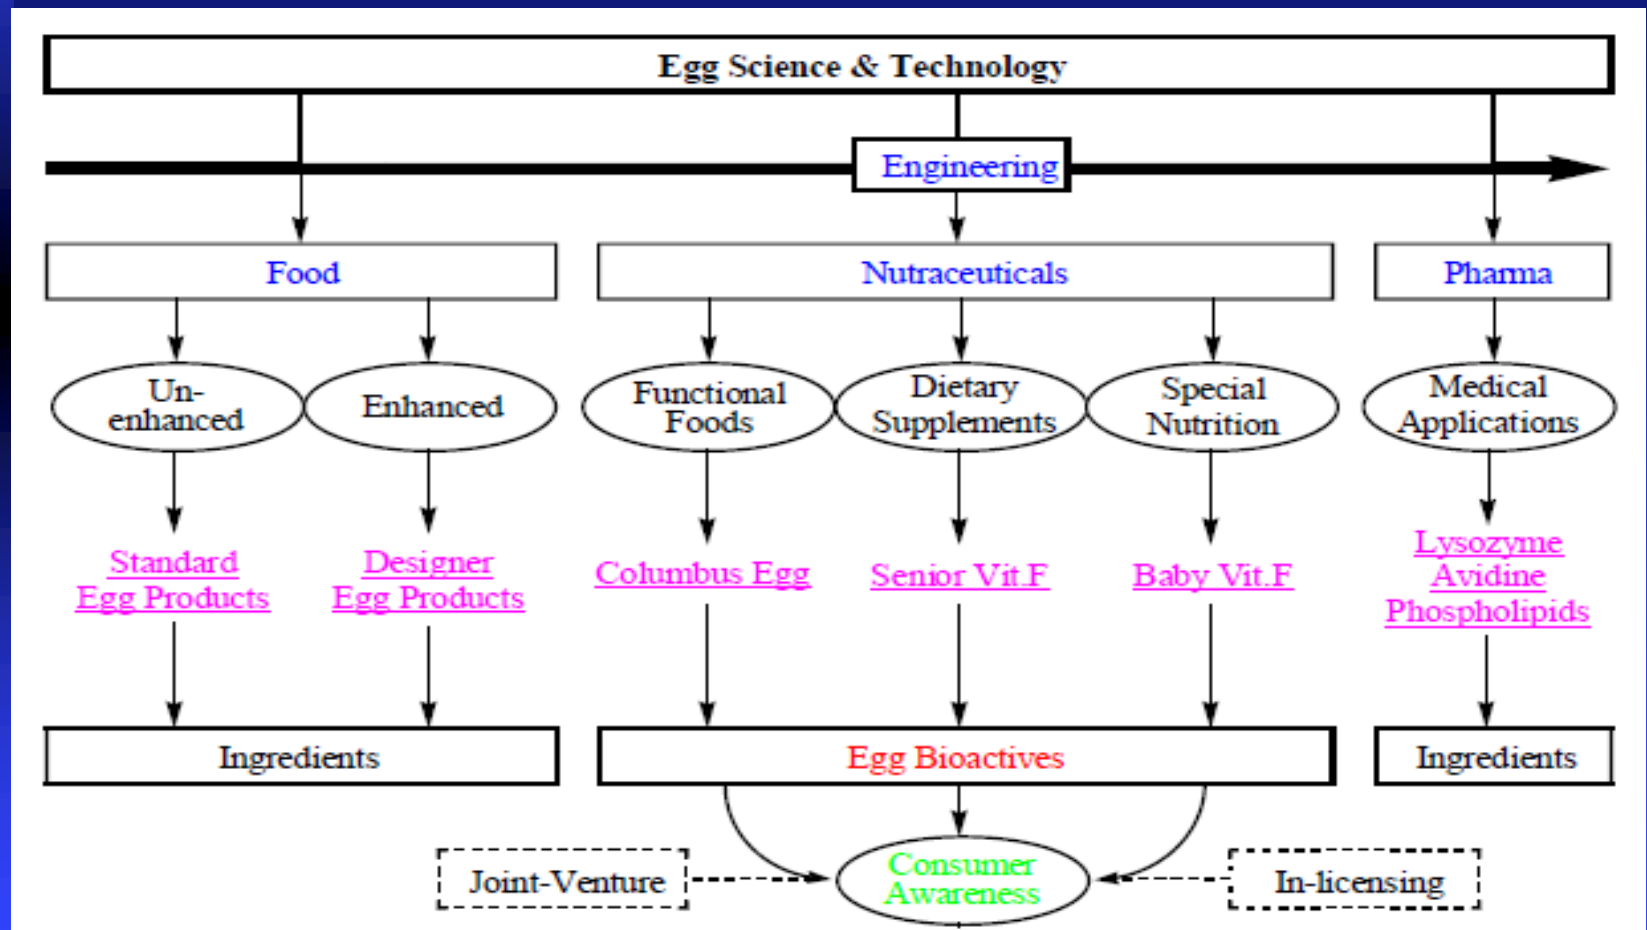 Egg Science & Technology
Engineering
Food
Nutraceuticals
Pharma
Un-
enhanced
Enhanced
Functional
Foods
Dietary
Supplements
Special
Nutrition
Medical
Applications
Standard
Egg Products
Designer
Egg Products
Columbus Egg
Senior Vit.F
Baby Vit.F
Lysozyme
Avidine
Phospholipids
Ingredients
Egg Bioactives
Ingredients
Joint-Venture
Consumer
Awareness
In-licensing